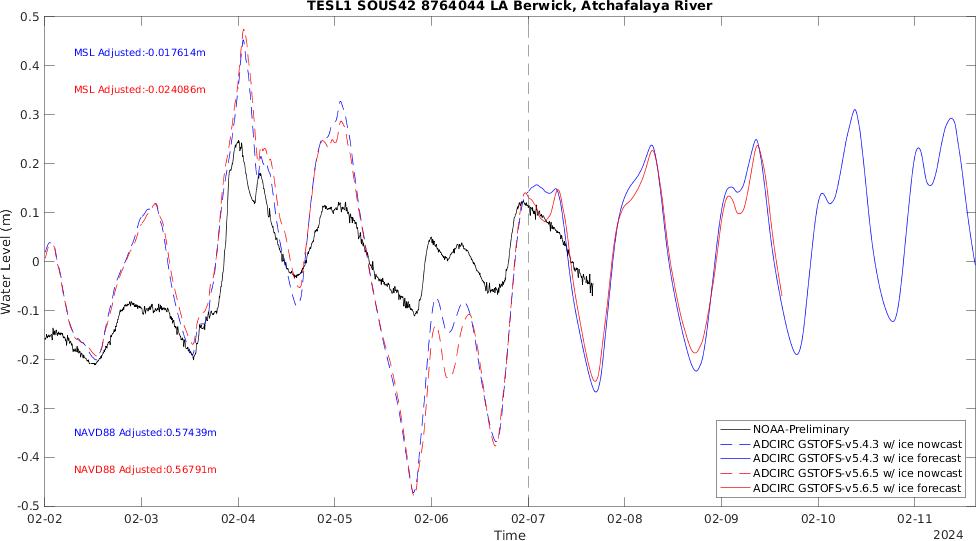 TESL1 SOUS42 8764044 LA Berwick, Atchafalaya River
0.5
0.4
0.3
0.2
0.1
0
-0.1
-0.2
-0.3
-0.4
-0.5
Water Level (m)
MSL Adjusted:-0.017614m
MSL Adjusted:-0.024086m
NAVD88 Adjusted:0.57439m
NAVD88 Adjusted:0.56791m
NOAA-Preliminary
ADCIRC GSTOFS-v5.4.3 w/ ice nowcast
ADCIRC GSTOFS-v5.4.3 w/ ice forecast
ADCIRC GSTOFS-v5.6.5 w/ ice nowcast
ADCIRC GSTOFS-v5.6.5 w/ ice forecast
02-02 02-03 02-04 02-05 02-06 02-07 02-08 02-09 02-10 02-11
Time
2024